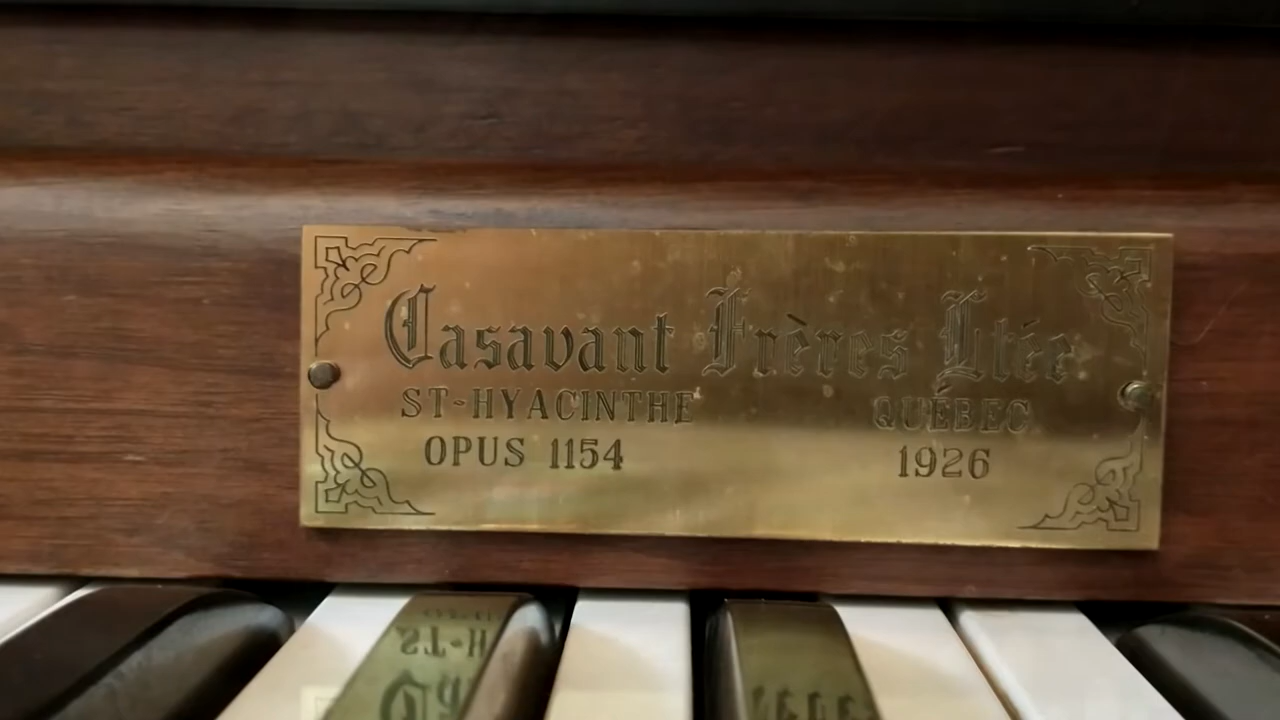 Casavant Frères Ltée
ST-HYACINTHE QUÉBEC
OPUS 1154 1926